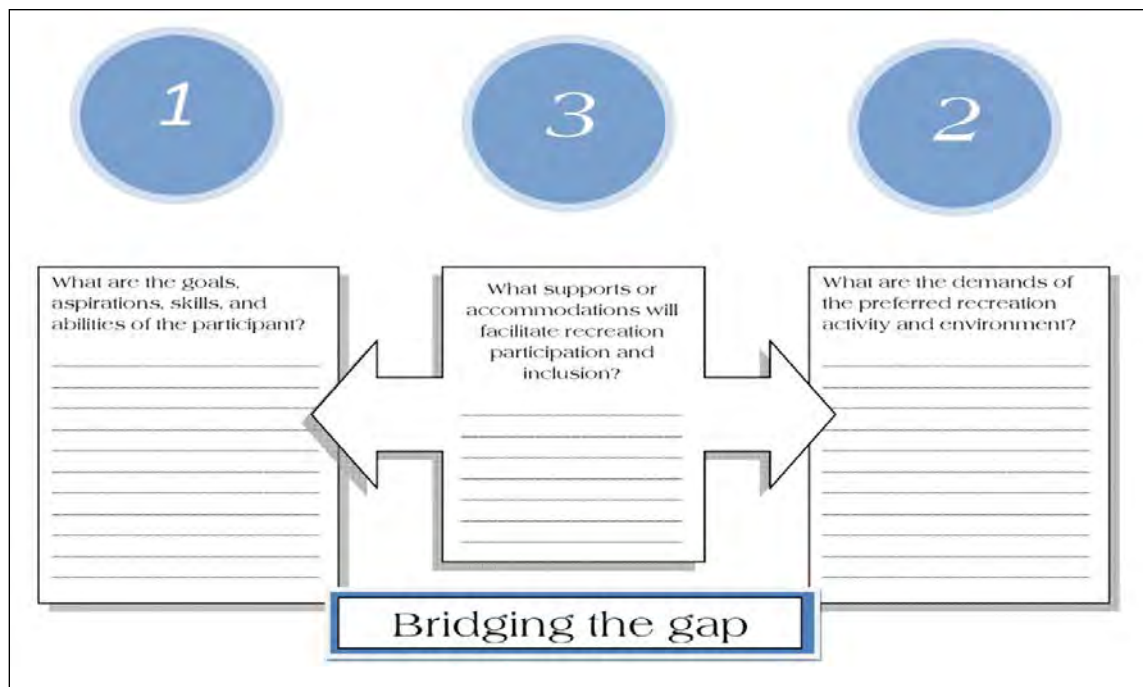 1
3
2
What are the goals,
aspirations, skills, and
abilities of the participant?
What supports or
accommodations will
facilitate recreation
participation and
inclusion?
What are the demands of
the preferred recreation
activity and environment?
Bridging the gap